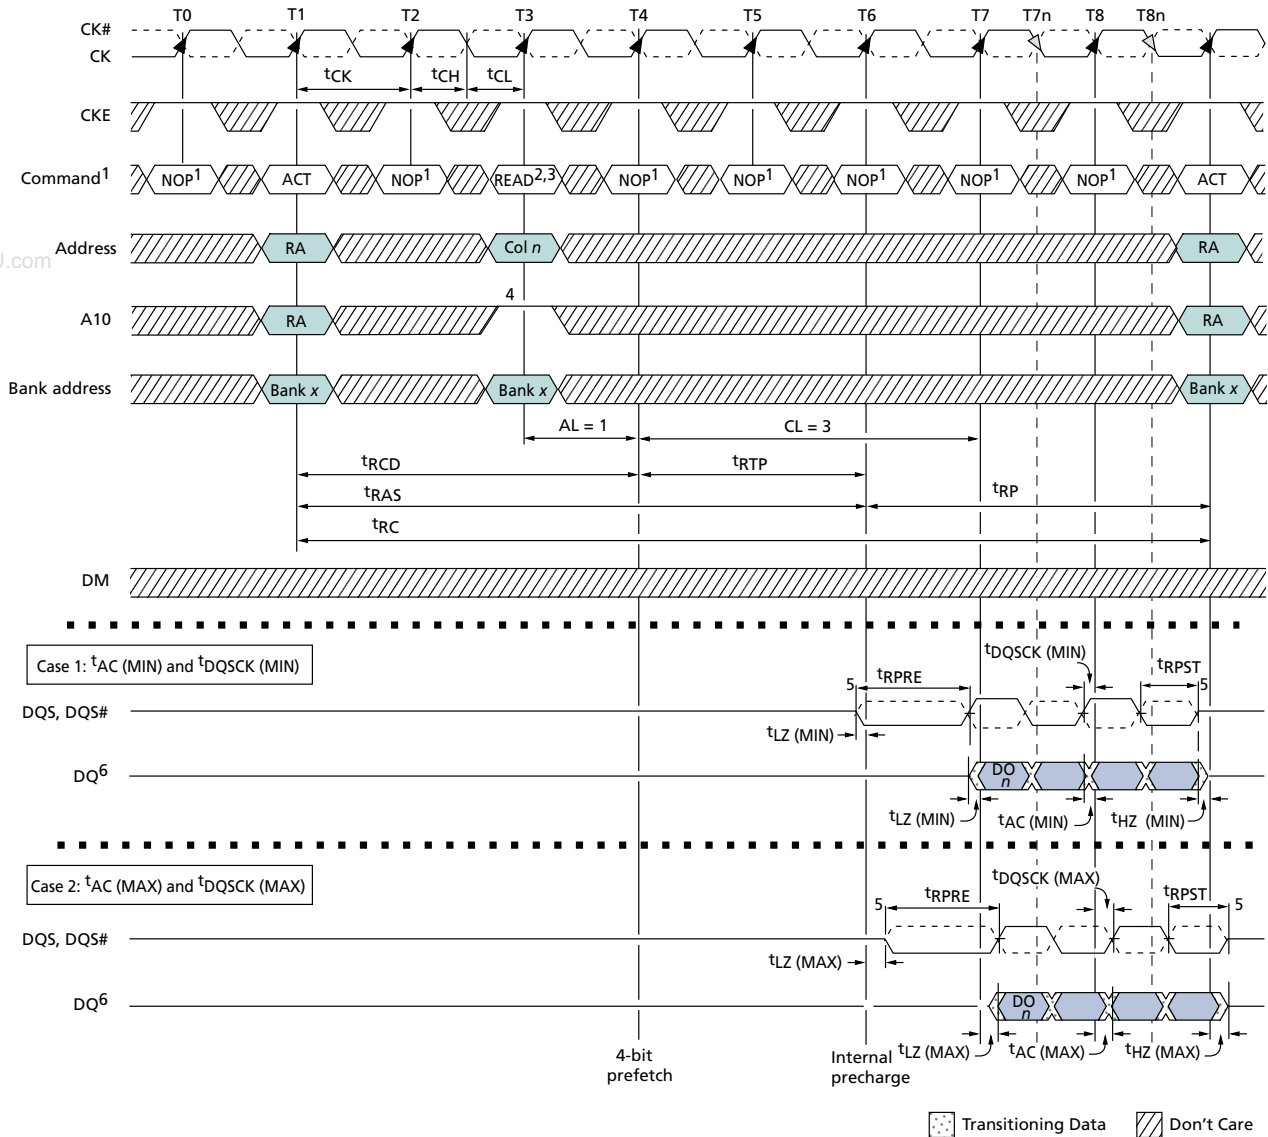 T0 T1 T2 T3 T4 T5 T6 T7 T7n T8 T8n
CK#
CK
tCK tCH tCL
CKE
Command1 NOP1 ACT NOP1 READ2,3 NOP1 NOP1 NOP1 NOP1 NOP1 ACT
Address RA Col n RA
J.com
4
A10 RA RA
Bank address Bank x Bank x Bank x
AL = 1 CL = 3
tRCD tRTP
tRAS tRP
tRC
DM
Case 1: tAC (MIN) and tDQSCK (MIN)
tDQSCK (MIN)
5 tRPRE tRPST 5
DQS, DQS#
tLZ (MIN)
DQ6 DO n
tLZ (MIN) tAC (MIN) tHZ (MIN)
Case 2: tAC (MAX) and tDQSCK (MAX)
tDQSCK (MAX)
5 tRPRE tRPST 5
DQS, DQS#
tLZ (MAX)
DQ6 DO n
tLZ (MAX) tAC (MAX) tHZ (MAX)
4-bit
prefetch
Internal
precharge
Transitioning Data Don't Care